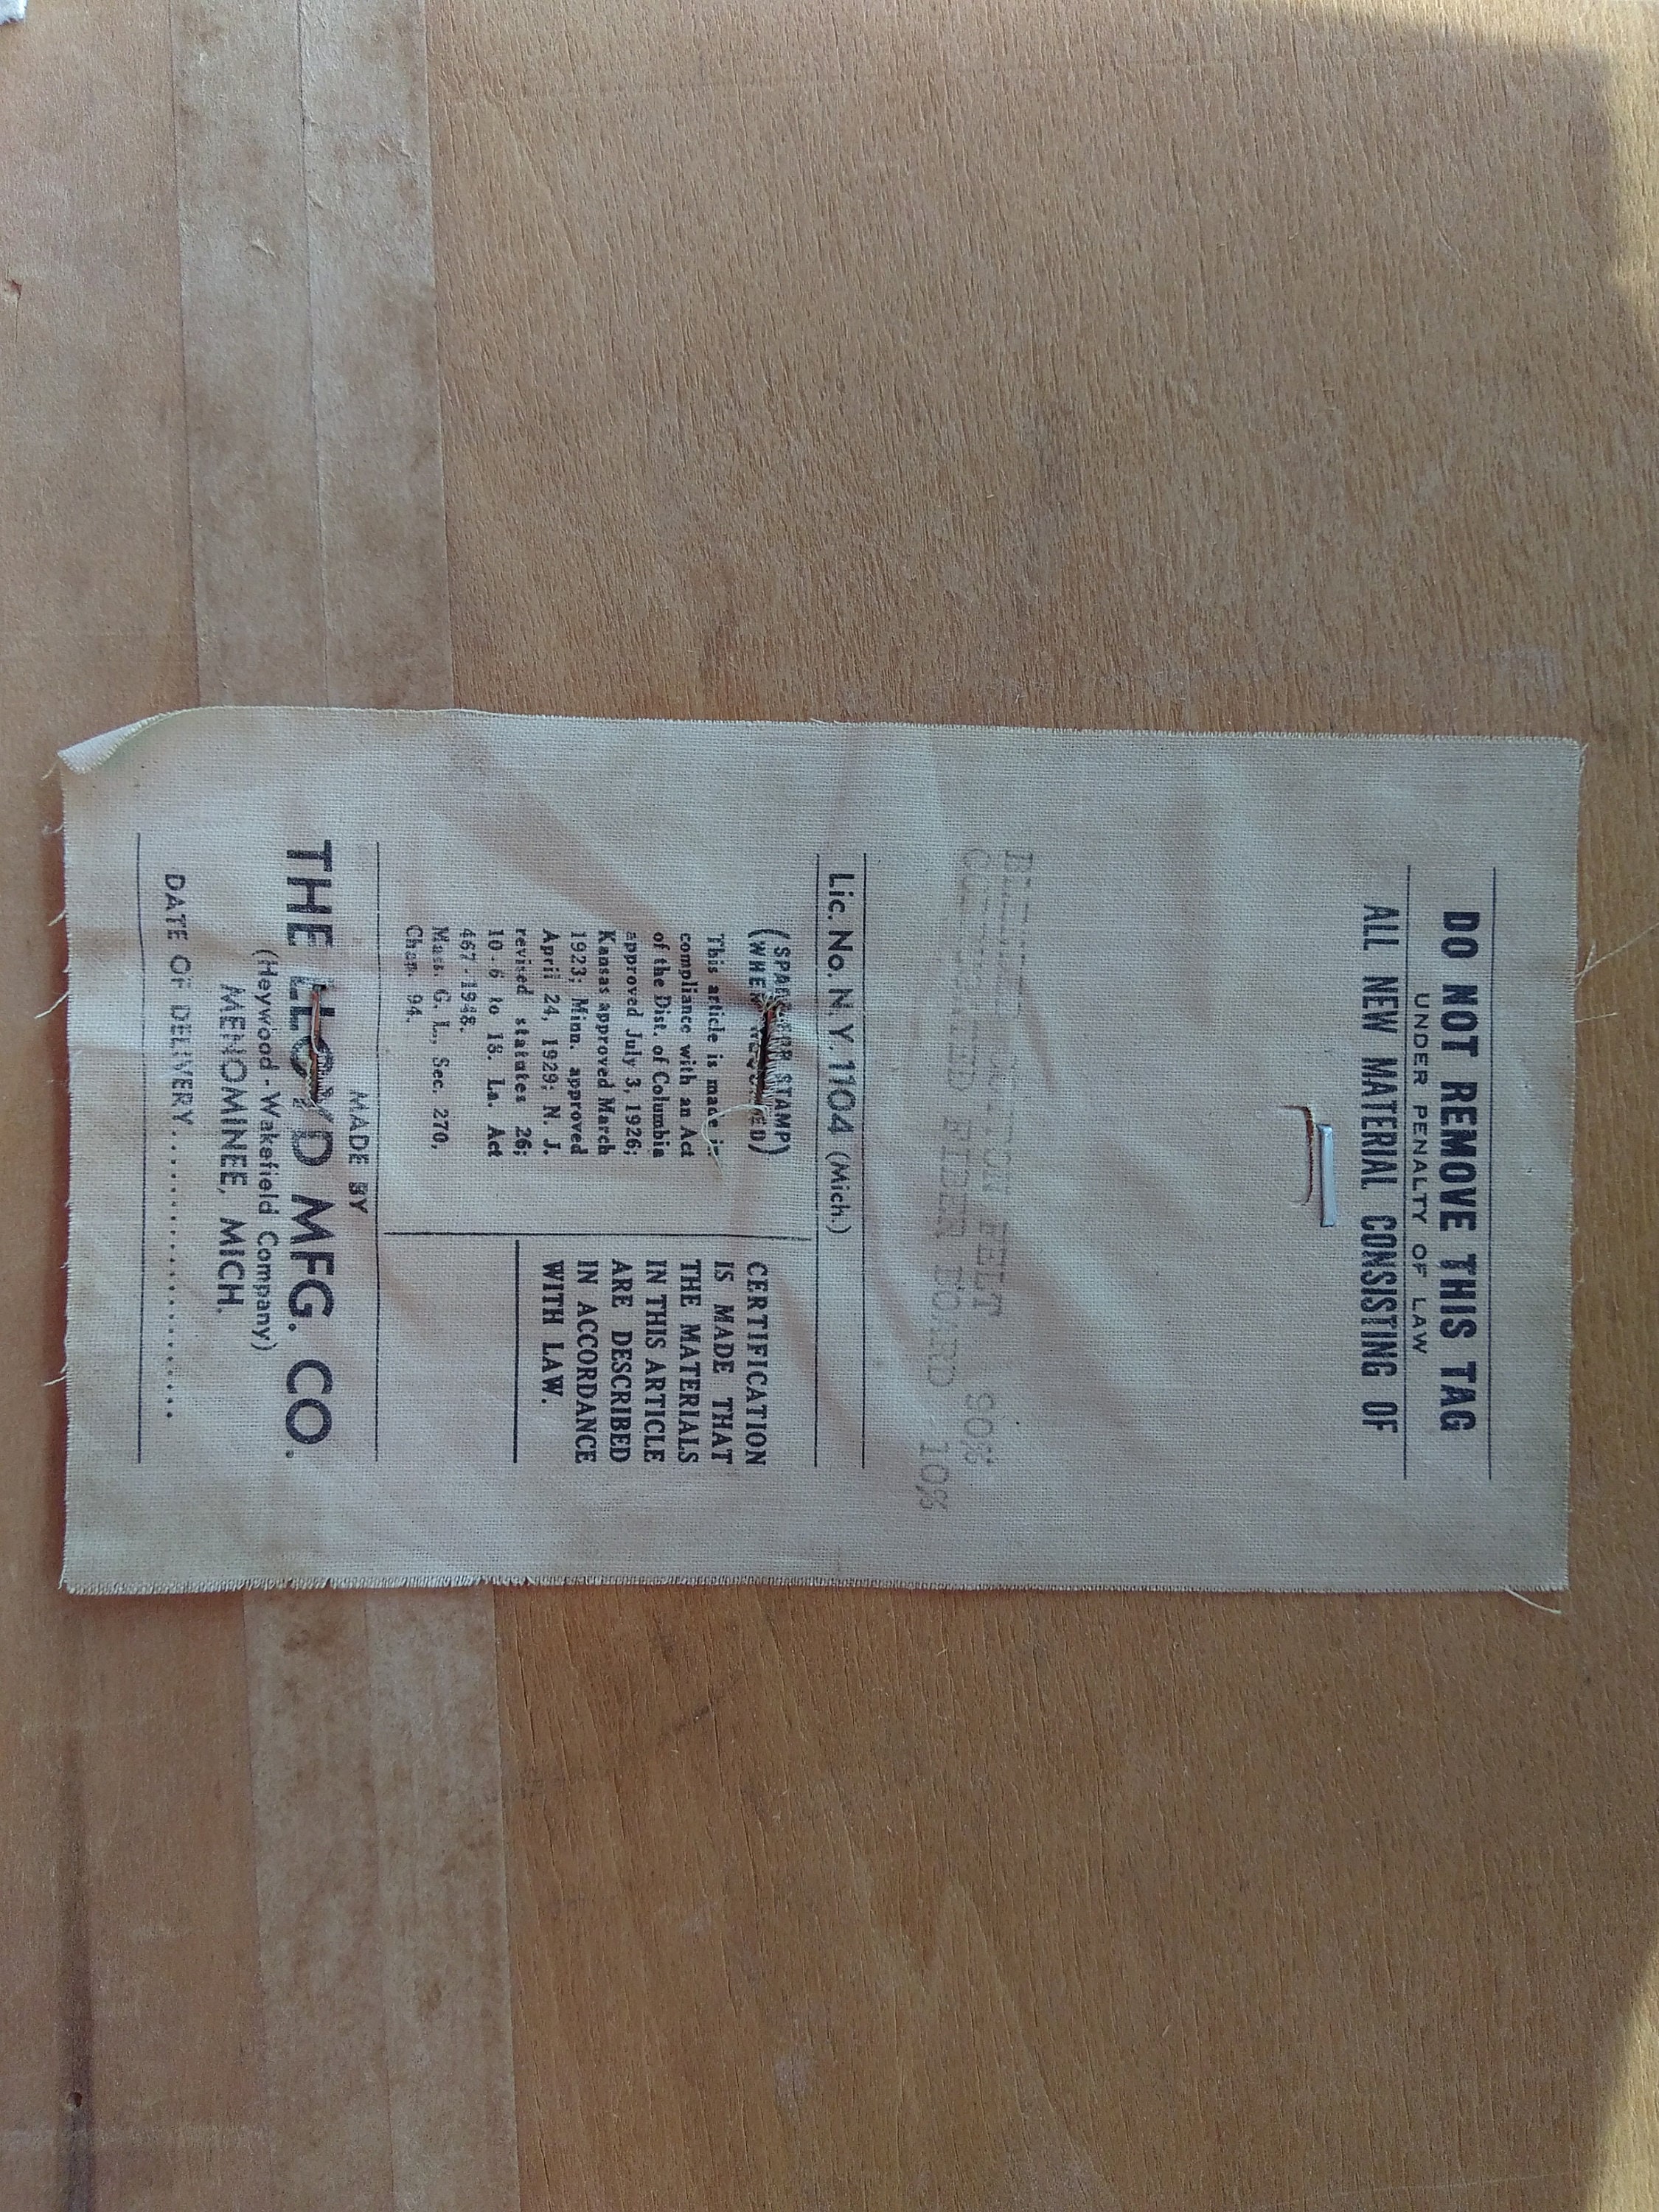 DO NOT REMOVE THIS TAG
UNDER PENALTY OF LAW
ALL NEW MATERIAL CONSISTING OF
COTTON FELT 90%
FIBER 10%
Lic. No. N. Y. 1104 (Mich.)
STAMP)
This article is made in
compliance with an Act
of the Dist. of Columbia
approved July 3, 1926;
Kansas approved March
1923; Minn. approved
April 24, 1929; N. J.
revised statutes 26;
10-6 to 18. La. Act
467-1948.
Mass. G. L., Sec. 270,
Chap. 94.
CERTIFICATION
IS MADE THAT
THE MATERIALS
IN THIS ARTICLE
ARE DESCRIBED
IN ACCORDANCE
WITH LAW.
MADE BY
THE LLOYD MFG. CO.
(Heywood-Wakefield Company)
MENOMINEE, MICH.
DATE OF DELIVERY..............................